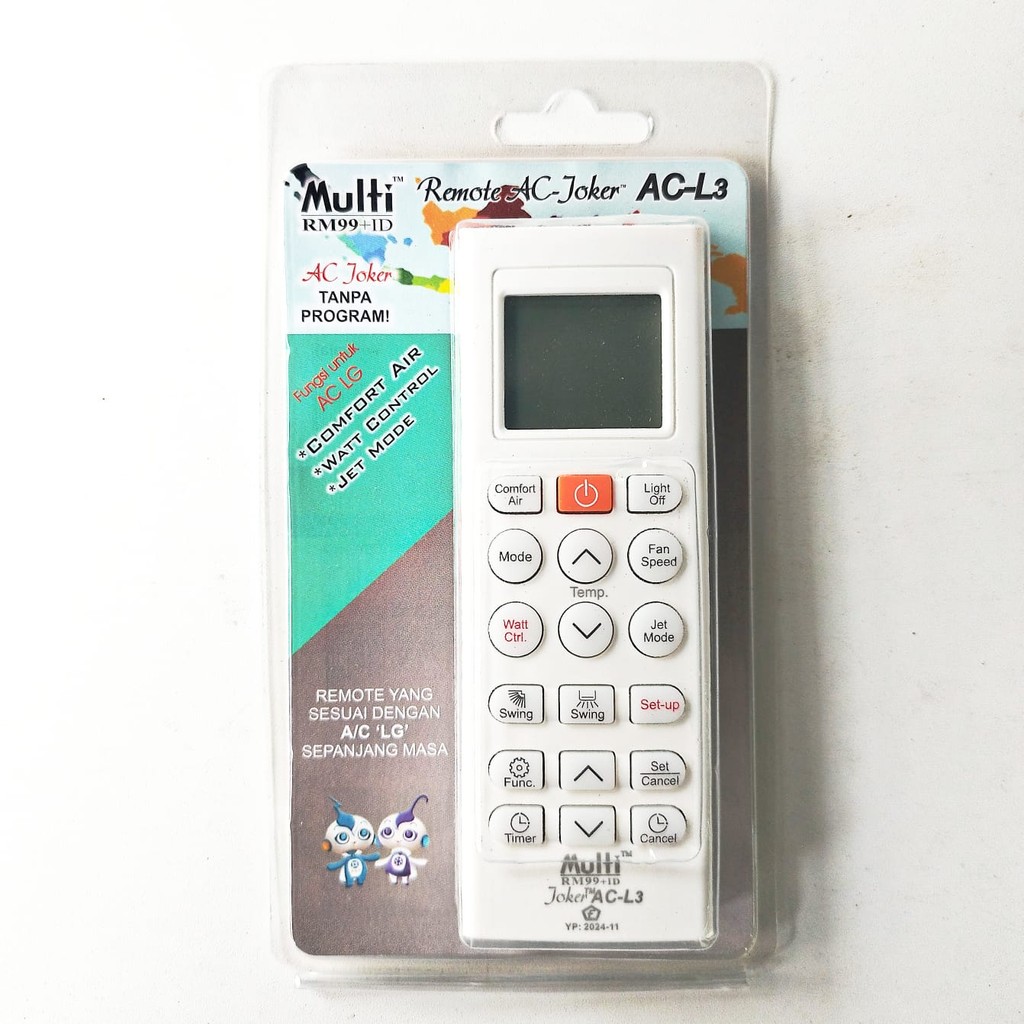 Multi™ Remote AC-Joker™ AC-L3
RM99+ID
AC Joker
TANPA
PROGRAM!
Fungsi untuk
AC LG
*COMFORT AIR
*WATT CONTROL
*JET MODE
REMOTE YANG
SESUAI DENGAN
A/C 'LG'
SEPANJANG MASA
Comfort
Air
Light
Off
Mode
Fan
Speed
Temp.
Watt
Ctrl.
Jet
Mode
Swing
Swing
Set-up
Func.
Set
Cancel
Timer
Cancel
Multi™
RM99+ID
Joker™AC-L3
YP: 2024-11